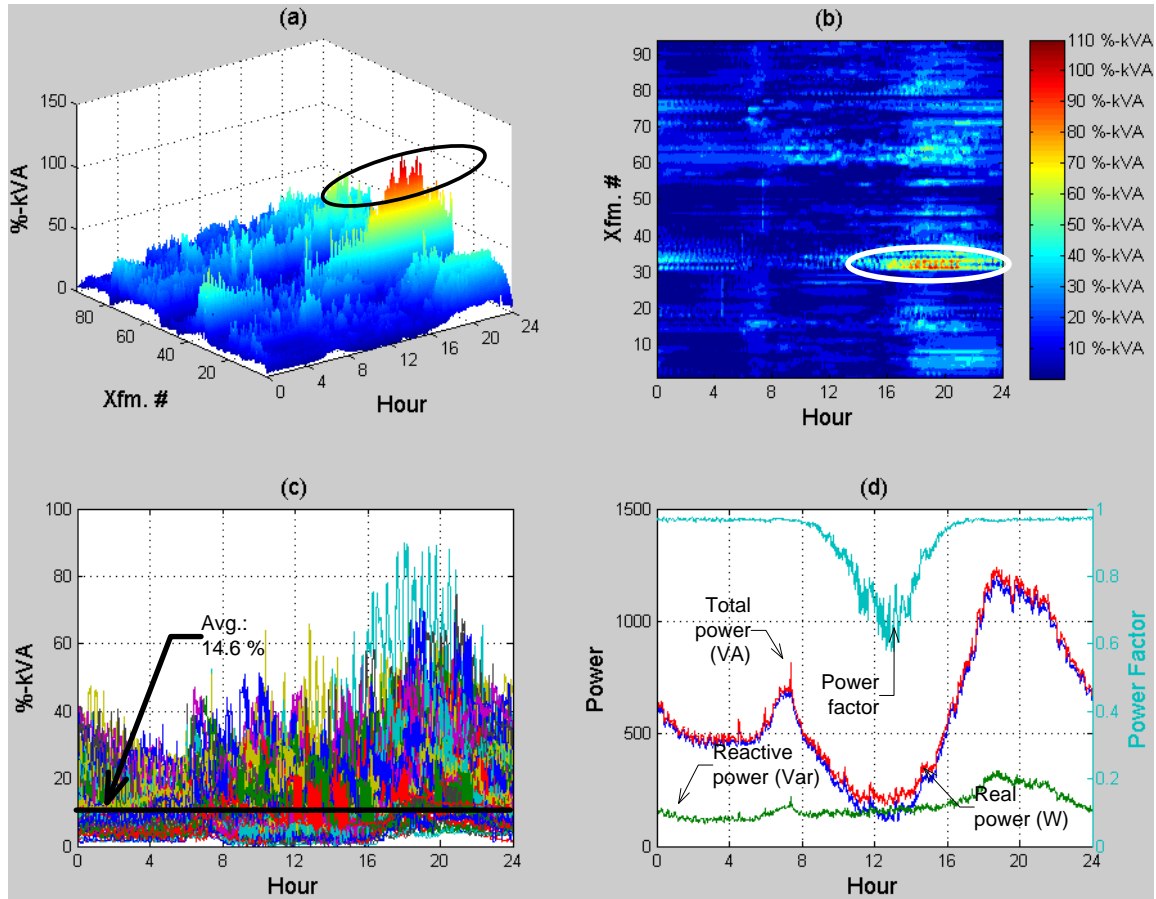 (a)
150
100
50
0
%-kVA
80
60
40
20
0
Xfm. #
0
4
8
12
16
20
24
Hour
(b)
94
90
80
70
60
50
40
30
20
10
Xfm. #
0 4 8 12 16 20 24
Hour
110 %-kVA
100 %-kVA
90 %-kVA
80 %-kVA
70 %-kVA
60 %-kVA
50 %-kVA
40 %-kVA
30 %-kVA
20 %-kVA
10 %-kVA
(c)
100
80
60
40
20
0
%-kVA
Avg.:
14.6 %
0 4 8 12 16 20 24
Hour
(d)
1500
1000
500
0
Power
Total
power
(VA)
Power
factor
Reactive
power (Var)
Real
power (W)
0 4 8 12 16 20 24
Hour
1
0.8
0.6
0.4
0.2
0
Power Factor